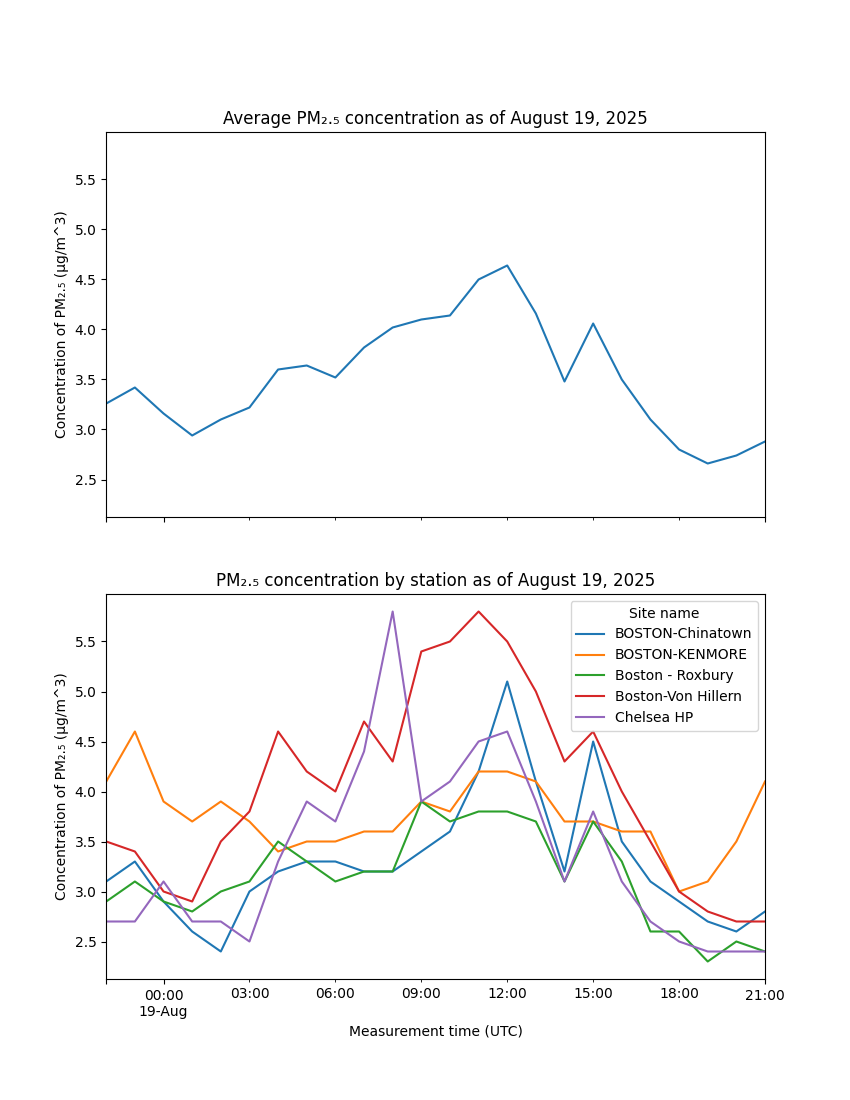 Average PM₂.₅ concentration as of August 19, 2025
Concentration of PM₂.₅ (µg/m^3)
5.5
5.0
4.5
4.0
3.5
3.0
2.5
PM₂.₅ concentration by station as of August 19, 2025
Concentration of PM₂.₅ (µg/m^3)
5.5
5.0
4.5
4.0
3.5
3.0
2.5
Site name
BOSTON-Chinatown
BOSTON-KENMORE
Boston - Roxbury
Boston-Von Hillern
Chelsea HP
00:00 03:00 06:00 09:00 12:00 15:00 18:00 21:00
19-Aug
Measurement time (UTC)